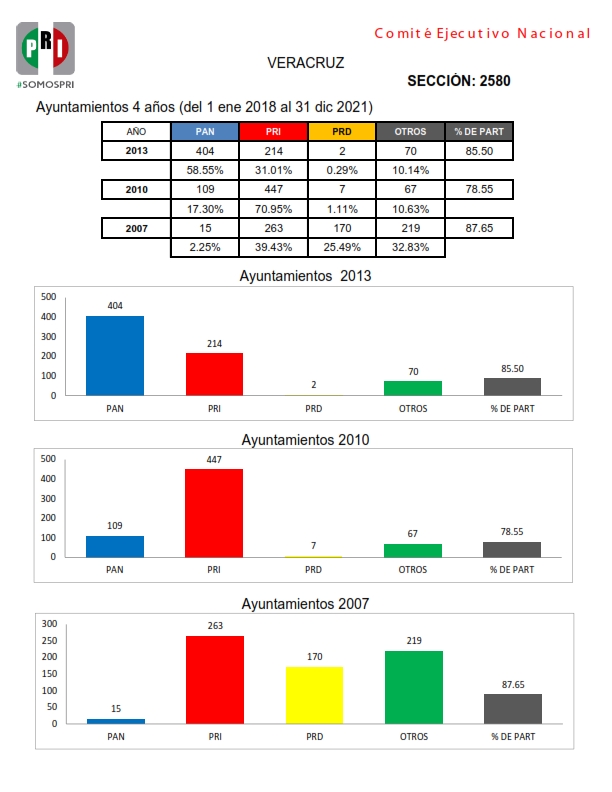 Comité Ejecutivo Nacional
PRI
#SOMOSPRI
VERACRUZ
SECCIÓN: 2580
Ayuntamientos 4 años (del 1 ene 2018 al 31 dic 2021)
AÑO PAN PRI PRD OTROS % DE PART
2013 404 214 2 70 85.50
58.55% 31.01% 0.29% 10.14%
2010 109 447 7 67 78.55
17.30% 70.95% 1.11% 10.63%
2007 15 263 170 219 87.65
2.25% 39.43% 25.49% 32.83%
Ayuntamientos 2013
500
400
300
200
100
0
404
214
2
70
85.50
PAN PRI PRD OTROS % DE PART
Ayuntamientos 2010
500
400
300
200
100
0
109
447
7
67
78.55
PAN PRI PRD OTROS % DE PART
Ayuntamientos 2007
300
250
200
150
100
50
0
15
263
170
219
87.65
PAN PRI PRD OTROS % DE PART